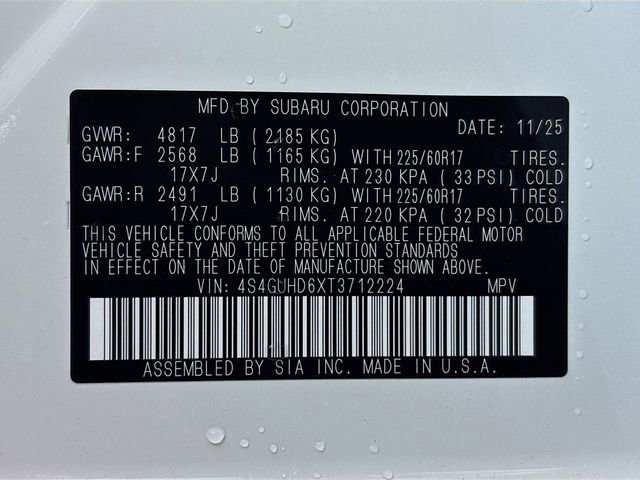 MFD. BY SUBARU CORPORATION
DATE: 11/25
GVWR: 4817 LB (2185 KG)
GAWR:F 2568 LB (1165 KG) WITH 225/60R17 TIRES.
17X7J RIMS. AT 230 KPA (33 PSI) COLD
GAWR:R 2491 LB (1130 KG) WITH 225/60R17 TIRES.
17X7J RIMS. AT 220 KPA (32 PSI) COLD
THIS VEHICLE CONFORMS TO ALL APPLICABLE FEDERAL MOTOR
VEHICLE SAFETY AND THEFT PREVENTION STANDARDS
IN EFFECT ON THE DATE OF MANUFACTURE SHOWN ABOVE.
VIN: 4S4GUHD6XT3712224 MPV
ASSEMBLED BY SIA INC. MADE IN U.S.A.